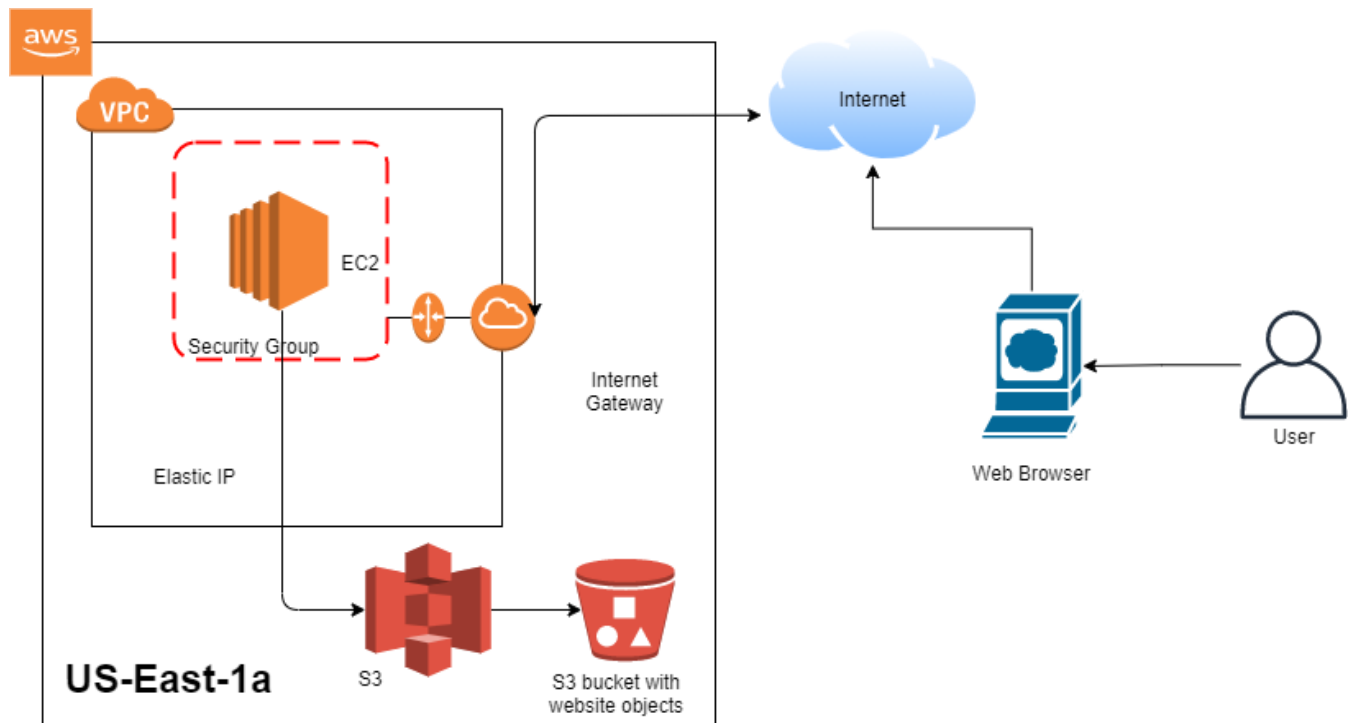 aws
VPC
Internet
EC2
Security Group
Internet
Gateway
Elastic IP
Web Browser
User
US-East-1a
S3
S3 bucket with
website objects